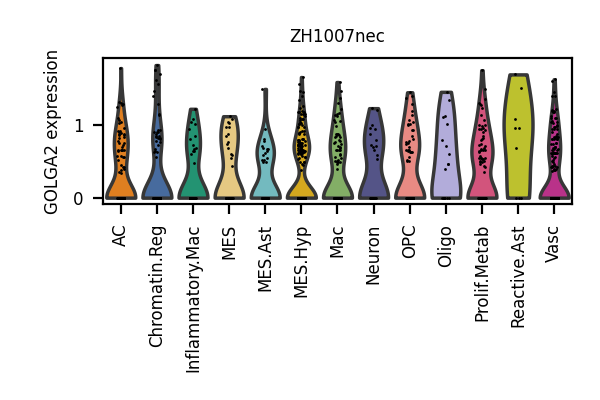 ZH1007nec
GOLGA2 expression
1
0
AC
Chromatin.Reg
Inflammatory.Mac
MES
MES.Ast
MES.Hyp
Mac
Neuron
OPC
Oligo
Prolif.Metab
Reactive.Ast
Vasc